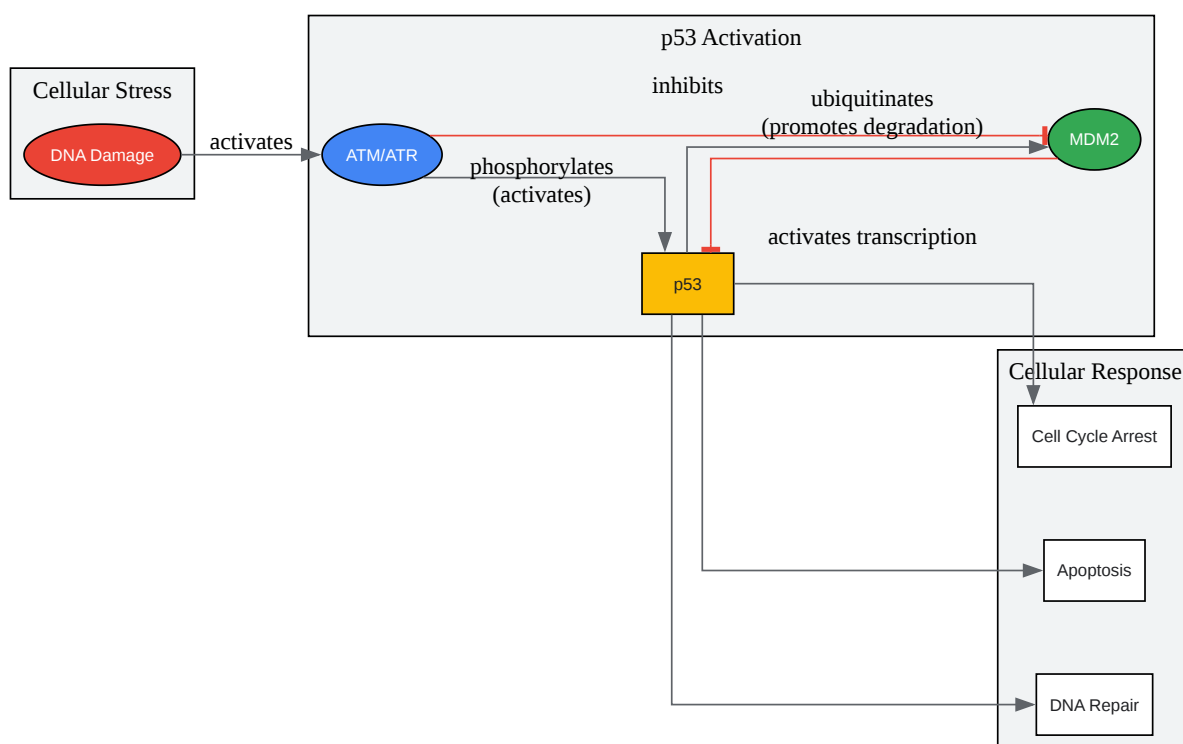 p53 Activation
Cellular Stress
inhibits
ubiquitinates
(promotes degradation)
DNA Damage
activates
ATM/ATR
MDM2
phosphorylates
(activates)
activates transcription
p53
Cellular Response
Cell Cycle Arrest
Apoptosis
DNA Repair